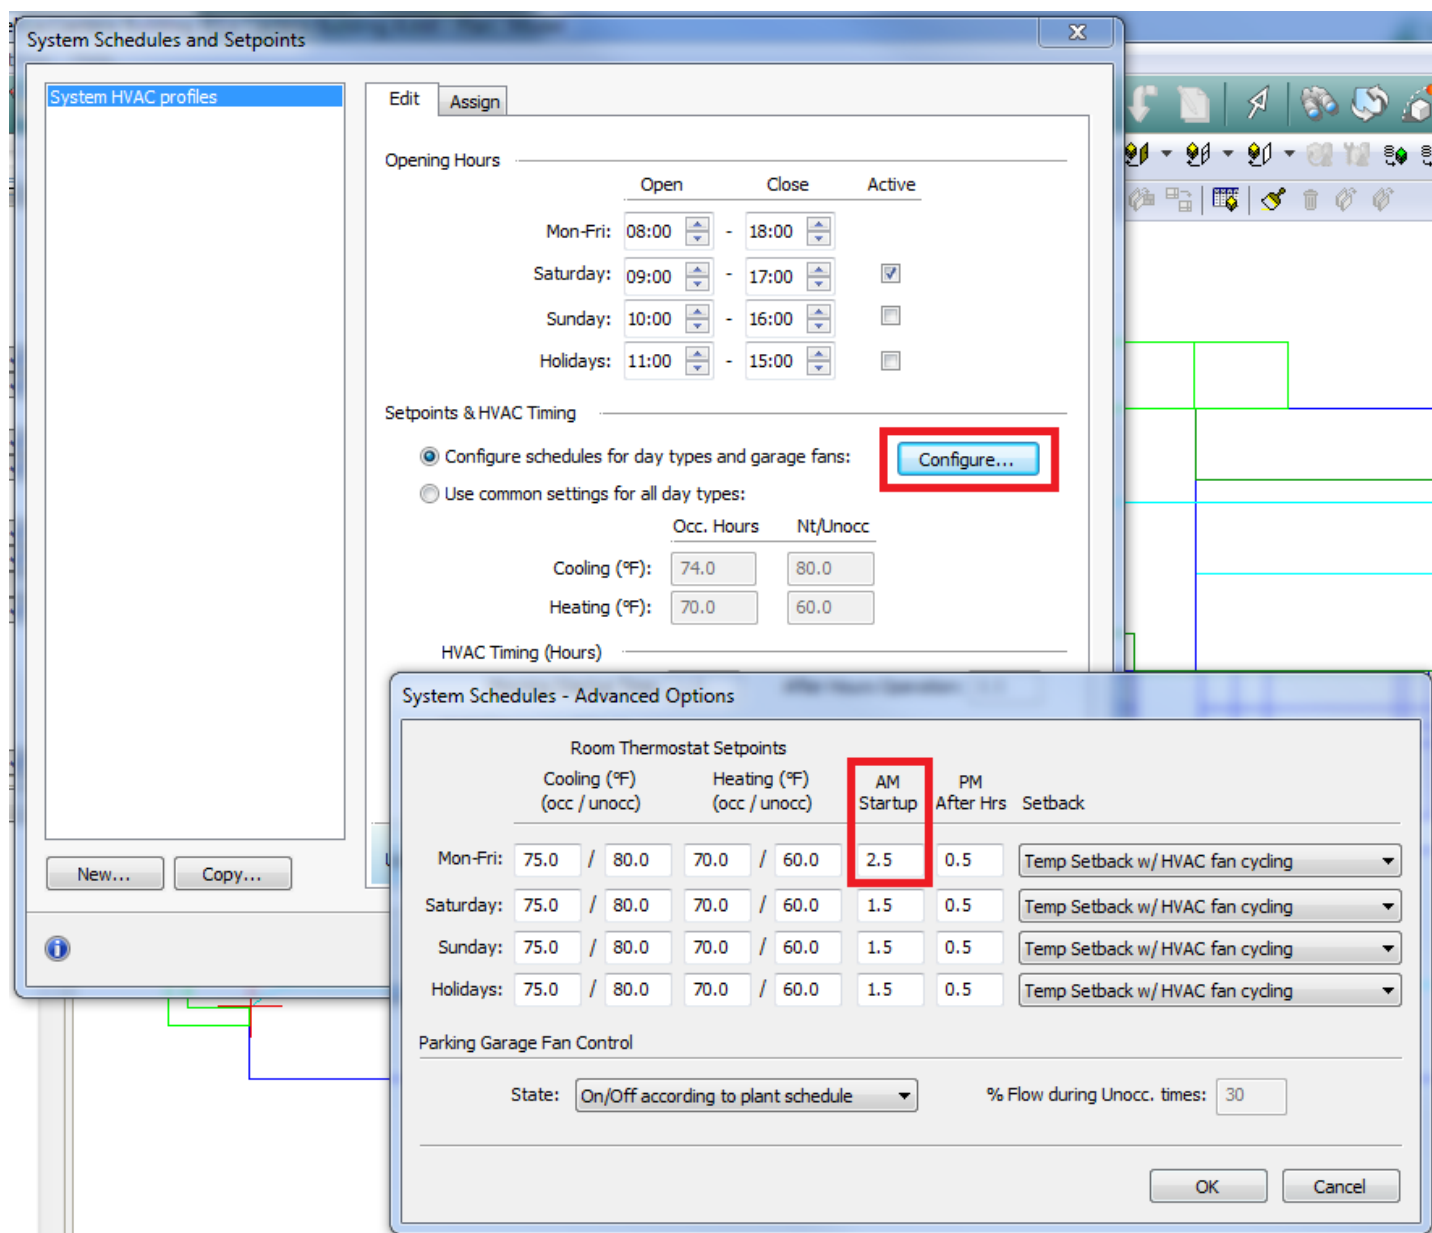 System Schedules and Setpoints
System HVAC profiles
Edit Assign
Opening Hours
Open Close Active
Mon-Fri: 08:00 - 18:00
Saturday: 09:00 - 17:00
Sunday: 10:00 - 16:00
Holidays: 11:00 - 15:00
Setpoints & HVAC Timing
Configure schedules for day types and garage fans: Configure...
Use common settings for all day types:
Occ. Hours Nt/Unocc
Cooling (°F): 74.0 80.0
Heating (°F): 70.0 60.0
HVAC Timing (Hours)
New... Copy...
System Schedules - Advanced Options
Room Thermostat Setpoints
Cooling (°F) Heating (°F) AM PM
(occ / unocc) (occ / unocc) Startup After Hrs Setback
Mon-Fri: 75.0 / 80.0 70.0 / 60.0 2.5 0.5 Temp Setback w/ HVAC fan cycling
Saturday: 75.0 / 80.0 70.0 / 60.0 1.5 0.5 Temp Setback w/ HVAC fan cycling
Sunday: 75.0 / 80.0 70.0 / 60.0 1.5 0.5 Temp Setback w/ HVAC fan cycling
Holidays: 75.0 / 80.0 70.0 / 60.0 1.5 0.5 Temp Setback w/ HVAC fan cycling
Parking Garage Fan Control
State: On/Off according to plant schedule % Flow during Unocc. times: 30
OK Cancel